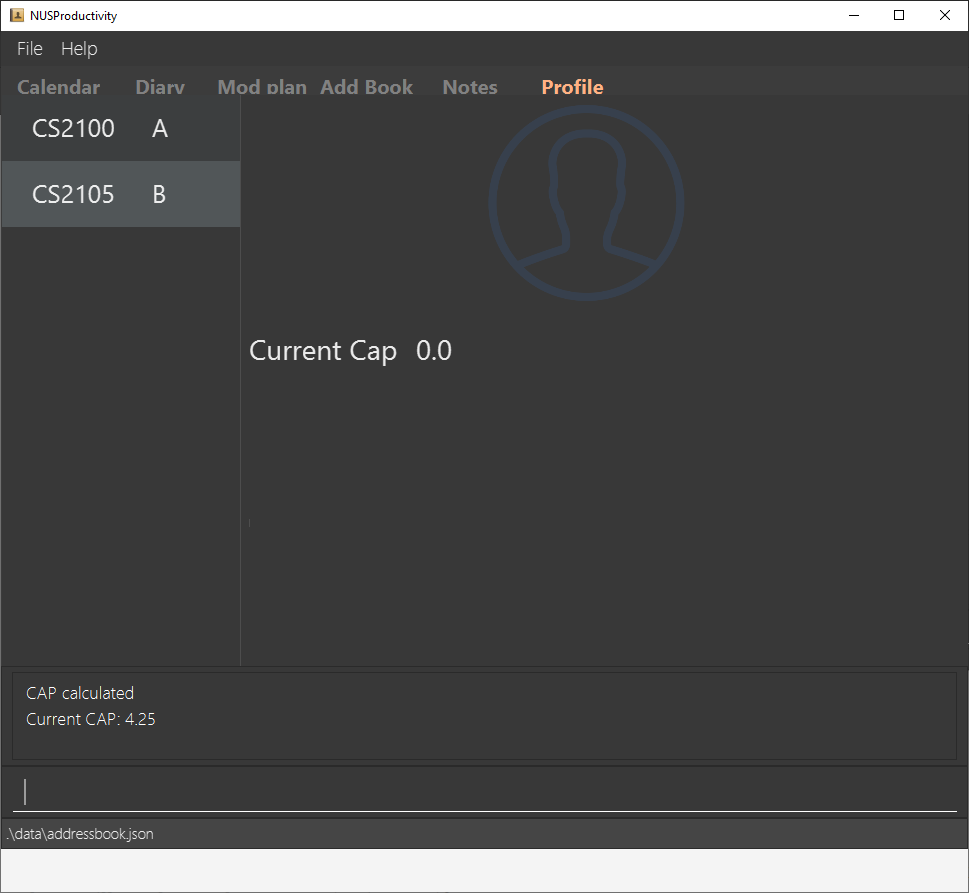 NUSProductivity
File Help
Calendar Diary Mod plan Add Book Notes Profile
CS2100 A
CS2105 B
Current Cap 0.0
CAP calculated
Current CAP: 4.25
.\data\addressbook.json